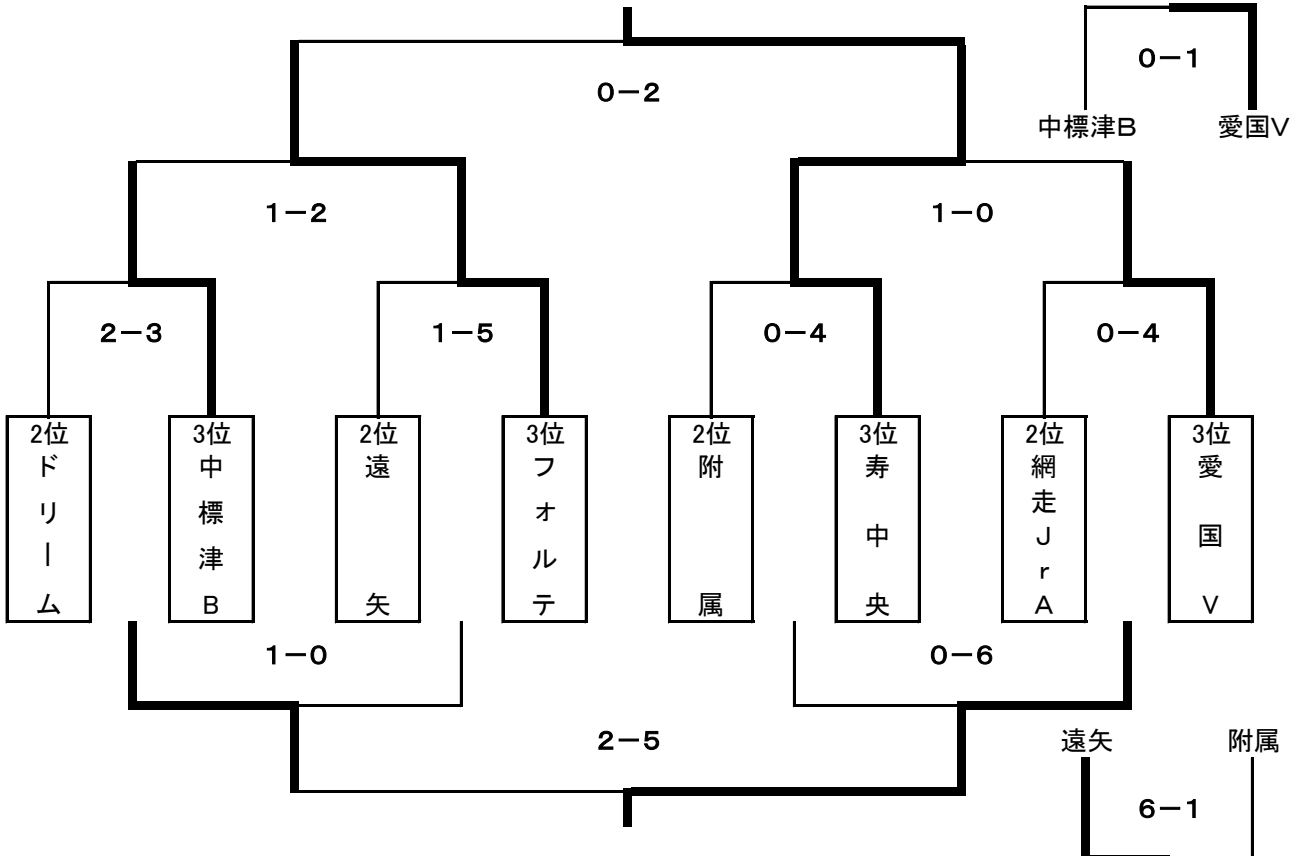 0-1
0-2
中標津B
愛国V
1-2
1-0
2-3
1-5
0-4
0-4
2位
ドリーム
3位
中標津B
2位
遠矢
3位
フォルテ
2位
附属
3位
寿中央
2位
網走JrA
3位
愛国V
1-0
0-6
2-5
遠矢
附属
6-1